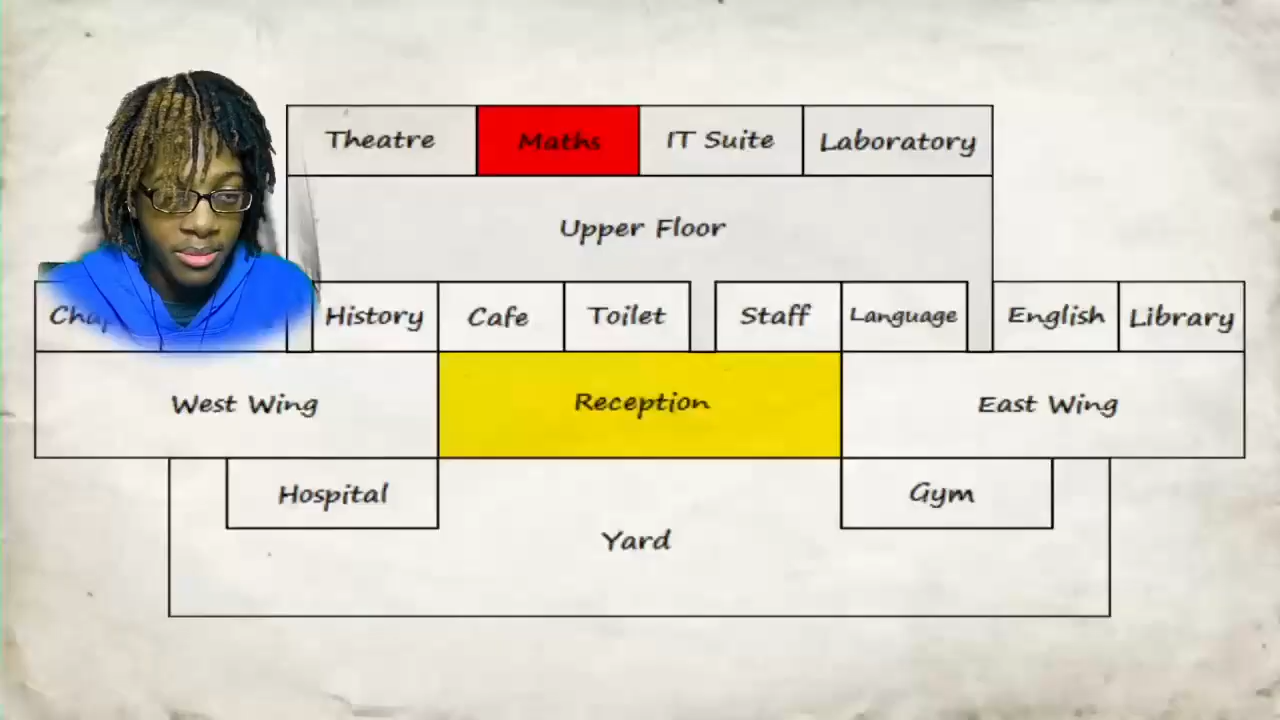 Theatre
Maths
IT Suite
Laboratory
Upper Floor
History
Cafe
Toilet
Staff
Language
English
Library
West Wing
Reception
East Wing
Hospital
Gym
Yard